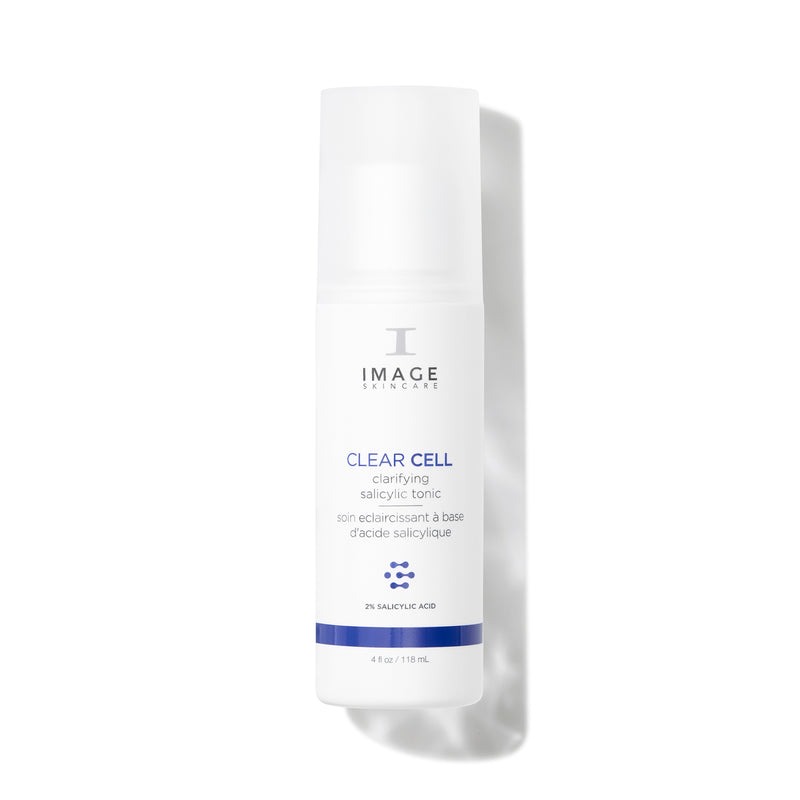 I
IMAGE
SKINCARE
CLEAR CELL
clarifying
salicylic tonic
soin eclaircissant à base
d'acide salicylique
2% SALICYLIC ACID
4 fl oz / 118 mL